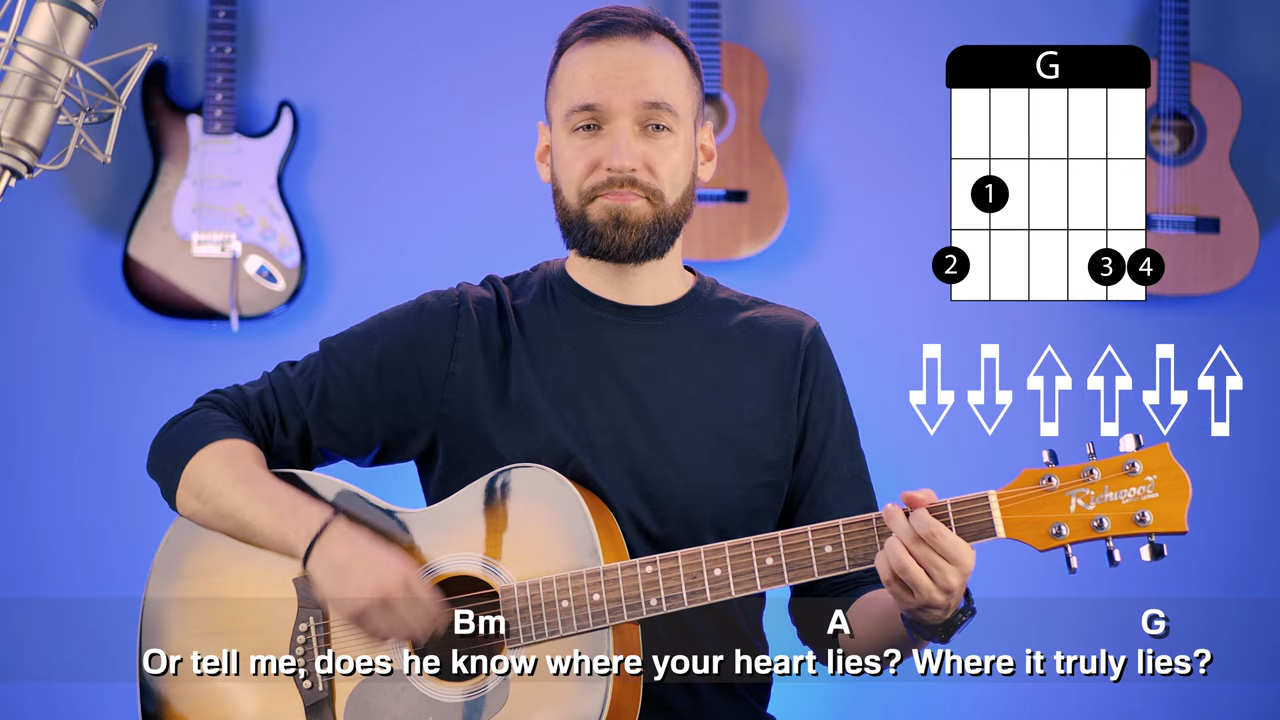 G
1
2 3 4
Richwood
Bm A G
Or tell me, does he know where your heart lies? Where it truly lies?